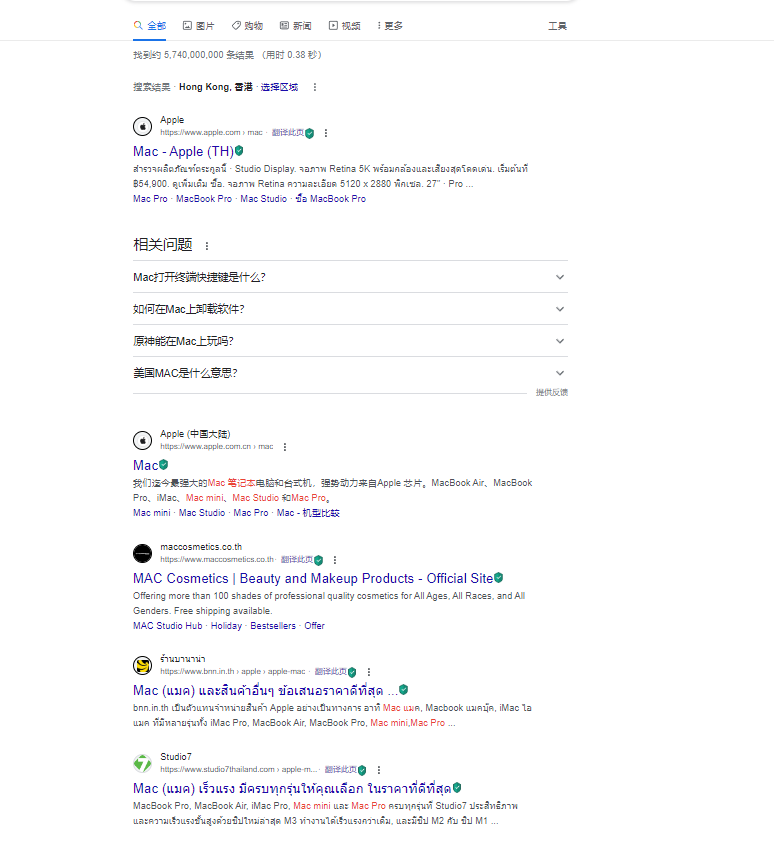 全部 图片 购物 新闻 视频 更多 工具
找到约 5,740,000,000 条结果 （用时 0.38 秒）
搜索结果 · Hong Kong, 香港 · 选择区域
Apple
https://www.apple.com › mac · 翻译此页
Mac - Apple (TH)
สำรวจผลิตภัณฑ์ตระกูลนี้ · Studio Display. จอภาพ Retina 5K พร้อมกล้องและเสียงสุดโดดเด่น. เริ่มต้นที่
฿54,900. ดูเพิ่มเติม ซื้อ. จอภาพ Retina ความละเอียด 5120 x 2880 พิกเซล. 27" · Pro ...
Mac Pro · MacBook Pro · Mac Studio · ซื้อ MacBook Pro
相关问题
Mac打开终端快捷键是什么？
如何在Mac上卸载软件？
原神能在Mac上玩吗？
美国MAC是什么意思？
提供反馈
Apple (中国大陆)
https://www.apple.com.cn › mac
Mac
我们迄今最强大的Mac 笔记本电脑和台式机，强势动力来自Apple 芯片。MacBook Air、MacBook
Pro、iMac、Mac mini、Mac Studio 和Mac Pro。
Mac mini · Mac Studio · Mac Pro · Mac - 机型比较
maccosmetics.co.th
https://www.maccosmetics.co.th · 翻译此页
MAC Cosmetics | Beauty and Makeup Products - Official Site
Offering more than 100 shades of professional quality cosmetics for All Ages, All Races, and All
Genders. Free shipping available.
MAC Studio Hub · Holiday · Bestsellers · Offer
ร้านบานาน่า
https://www.bnn.in.th › apple › apple-mac · 翻译此页
Mac (แมค) และสินค้าอื่นๆ ข้อเสนอราคาดีที่สุด ...
bnn.in.th เป็นตัวแทนจำหน่ายสินค้า Apple อย่างเป็นทางการ อาทิ Mac แมค, Macbook แมคบุ๊ค, iMac ไอ
แมค ที่มีหลายรุ่นทั้ง iMac Pro, MacBook Air, MacBook Pro, Mac mini,Mac Pro ...
Studio7
https://www.studio7thailand.com › apple-m... · 翻译此页
Mac (แมค) เร็วแรง มีครบทุกรุ่นให้คุณเลือก ในราคาที่ดีที่สุด
MacBook Pro, MacBook Air, iMac Pro, Mac mini และ Mac Pro ครบทุกรุ่นที่ Studio7 ประสิทธิภาพ
และความเร็วแรงขั้นสูงด้วยชิปใหม่ล่าสุด M3 ทำงานได้เร็วแรงกว่าเดิม, และมีชิป M2 กับ ชิป M1 ...